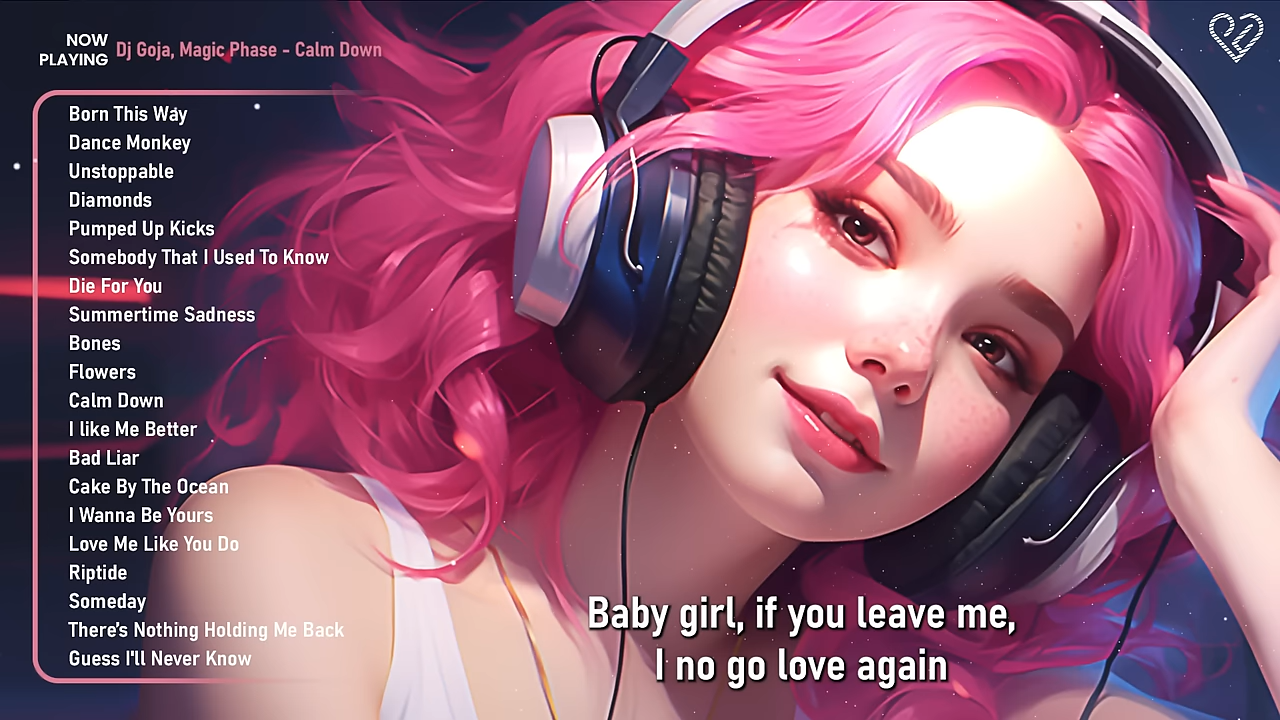 NOW
PLAYING
Dj Goja, Magic Phase - Calm Down
Born This Way
Dance Monkey
Unstoppable
Diamonds
Pumped Up Kicks
Somebody That I Used To Know
Die For You
Summertime Sadness
Bones
Flowers
Calm Down
I like Me Better
Bad Liar
Cake By The Ocean
I Wanna Be Yours
Love Me Like You Do
Riptide
Someday
There's Nothing Holding Me Back
Guess I'll Never Know
Baby girl, if you leave me,
I no go love again